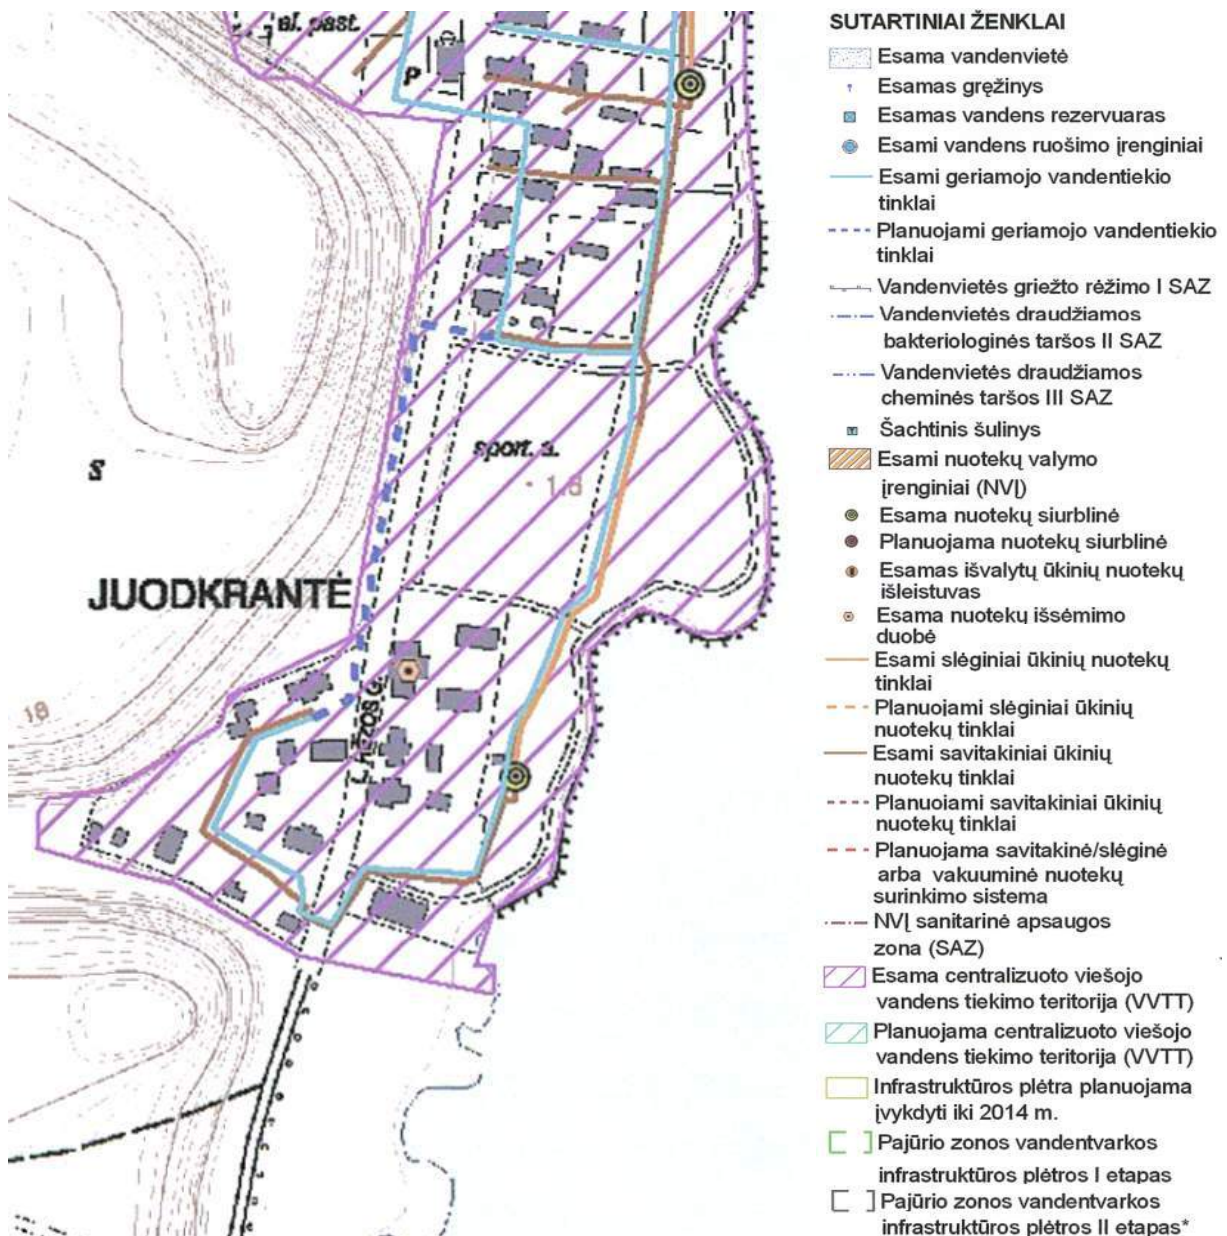 al. past.
P
sport. a.
1.5
S
JUODKRANTĖ
18
L. RĖZOS G.
SUTARTINIAI ŽENKLAI
Esama vandenvietė
Esamas gręžinys
Esamas vandens rezervuaras
Esami vandens ruošimo įrenginiai
Esami geriamojo vandentiekio
tinklai
Planuojami geriamojo vandentiekio
tinklai
Vandenvietės griežto rėžimo I SAZ
Vandenvietės draudžiamos
bakteriologinės taršos II SAZ
Vandenvietės draudžiamos
cheminės taršos III SAZ
Šachtinis šulinys
Esami nuotekų valymo
įrenginiai (NVĮ)
Esama nuotekų siurblinė
Planuojama nuotekų siurblinė
Esamas išvalytų ūkinių nuotekų
išleistuvas
Esama nuotekų išsėmimo
duobė
Esami slėginiai ūkinių nuotekų
tinklai
Planuojami slėginiai ūkinių
nuotekų tinklai
Esami savitakiniai ūkinių
nuotekų tinklai
Planuojami savitakiniai ūkinių
nuotekų tinklai
Planuojama savitakinė/slėginė
arba vakuuminė nuotekų
surinkimo sistema
NVĮ sanitarinė apsaugos
zona (SAZ)
Esama centralizuoto viešojo
vandens tiekimo teritorija (VVTT)
Planuojama centralizuoto viešojo
vandens tiekimo teritorija (VVTT)
Infrastruktūros plėtra planuojama
įvykdyti iki 2014 m.
Pajūrio zonos vandentvarkos
infrastruktūros plėtros I etapas
Pajūrio zonos vandentvarkos
infrastruktūros plėtros II etapas*